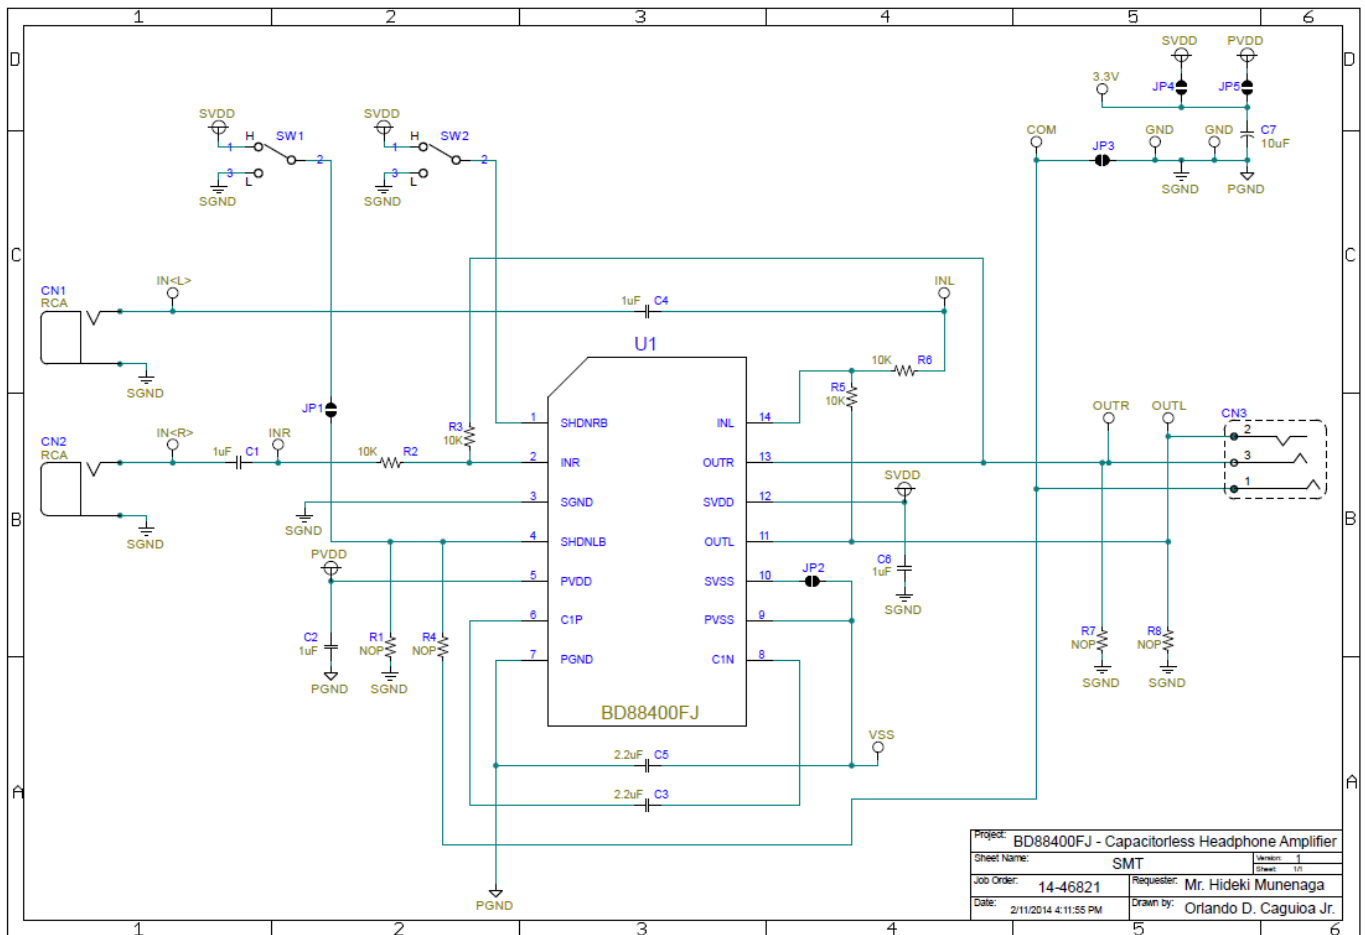 1 2 3 4 5 6
D D
SVDD PVDD
3.3V
JP4 JP5
SVDD SVDD
H SW1 H SW2
1 2 1 2
3 3
L L
SGND SGND
COM GND GND C7
10uF
JP3
SGND PGND
C C
CN1
RCA
IN<L>
1uF C4
INL
SGND
U1
10K R6
R5
10K
JP1
R3
10K
1 SHDNRB INL 14
CN2
RCA
IN<R>
1uF C1
INR
10K R2
2 INR OUTR 13
OUTR OUTL CN3
2
3
1
SGND
SGND
3 SGND SVDD 12
SVDD
B B
4 SHDNLB OUTL 11
PVDD
5 PVDD SVSS 10
JP2
C6
1uF
SGND
6 C1P PVSS 9
C2
1uF
R1
NOP
R4
NOP
7 PGND C1N 8
R7
NOP
R8
NOP
PGND SGND
SGND SGND
BD88400FJ
2.2uF C5
VSS
2.2uF C3
A A
PGND
Project: BD88400FJ - Capacitorless Headphone Amplifier
Sheet Name: SMT Version: 1
Sheet: 1/1
Job Order: 14-46821 Requester: Mr. Hideki Munenaga
Date: 2/11/2014 4:11:55 PM Drawn by: Orlando D. Caguioa Jr.
1 2 3 4 5 6